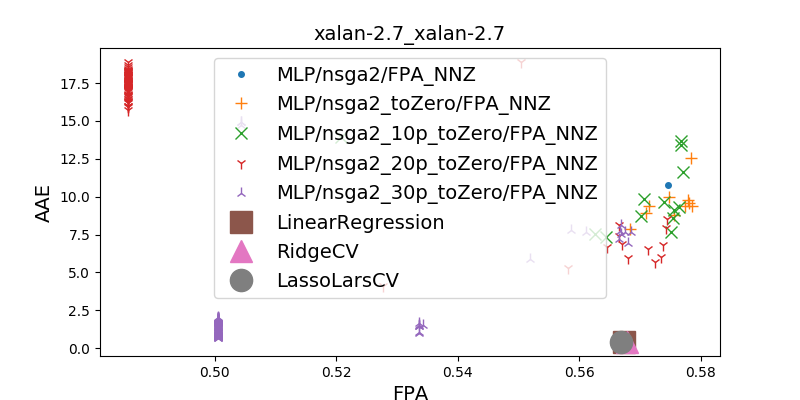 xalan-2.7_xalan-2.7
AAE
17.5
15.0
12.5
10.0
7.5
5.0
2.5
0.0
MLP/nsga2/FPA_NNZ
MLP/nsga2_toZero/FPA_NNZ
MLP/nsga2_10p_toZero/FPA_NNZ
MLP/nsga2_20p_toZero/FPA_NNZ
MLP/nsga2_30p_toZero/FPA_NNZ
LinearRegression
RidgeCV
LassoLarsCV
0.50 0.52 0.54 0.56 0.58
FPA